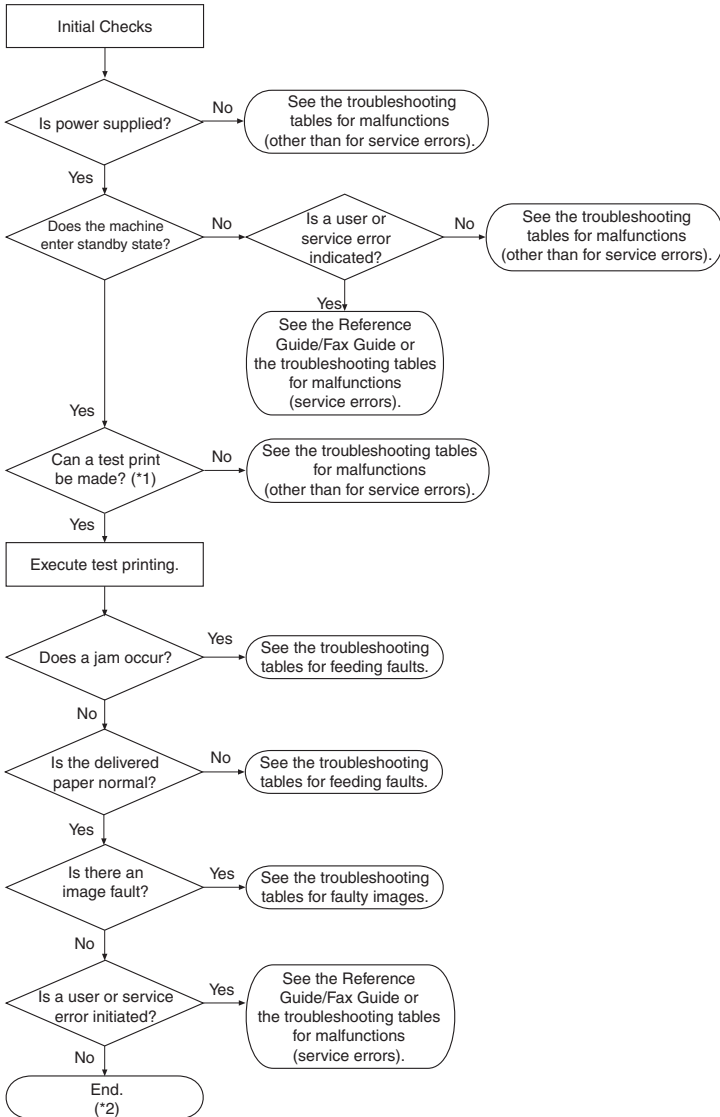 Initial Checks
Is power supplied?
No
See the troubleshooting
tables for malfunctions
(other than for service errors).
Yes
Does the machine
enter standby state?
No
Is a user or
service error
indicated?
No
See the troubleshooting
tables for malfunctions
(other than for service errors).
Yes
See the Reference
Guide/Fax Guide or
the troubleshooting tables
for malfunctions
(service errors).
Yes
Can a test print
be made? (*1)
No
See the troubleshooting tables
for malfunctions
(other than for service errors).
Yes
Execute test printing.
Does a jam occur?
Yes
See the troubleshooting
tables for feeding faults.
No
Is the delivered
paper normal?
No
See the troubleshooting
tables for feeding faults.
Yes
Is there an
image fault?
Yes
See the troubleshooting
tables for faulty images.
No
Is a user or service
error initiated?
Yes
See the Reference
Guide/Fax Guide or
the troubleshooting tables
for malfunctions
(service errors).
No
End.
(*2)